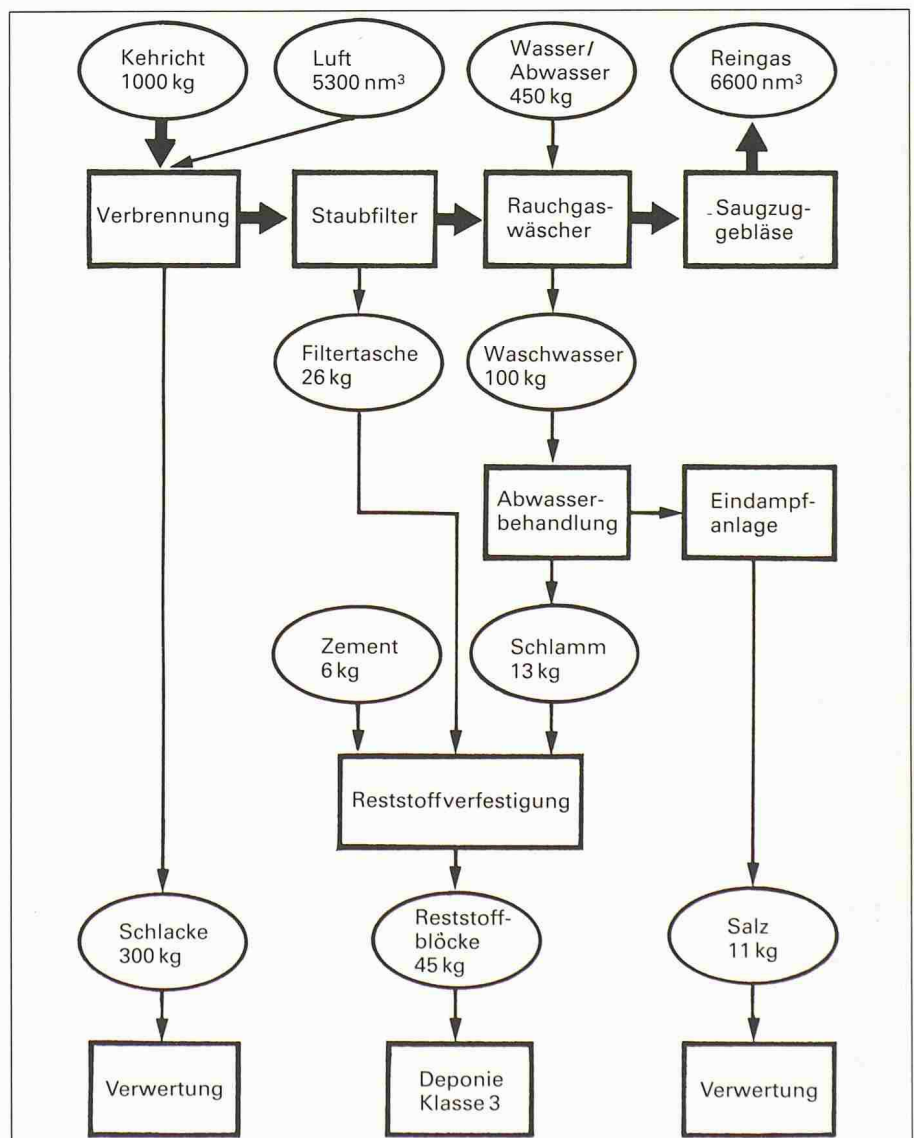 Kehricht
1000 kg
Luft
5300 nm³
Wasser/
Abwasser
450 kg
Reingas
6600 nm³
Verbrennung
Staubfilter
Rauchgas-
wäscher
Saugzug-
gebläse
Filtertasche
26 kg
Waschwasser
100 kg
Abwasser-
behandlung
Eindampf-
anlage
Zement
6 kg
Schlamm
13 kg
Reststoffverfestigung
Schlacke
300 kg
Reststoff-
blöcke
45 kg
Salz
11 kg
Verwertung
Deponie
Klasse 3
Verwertung